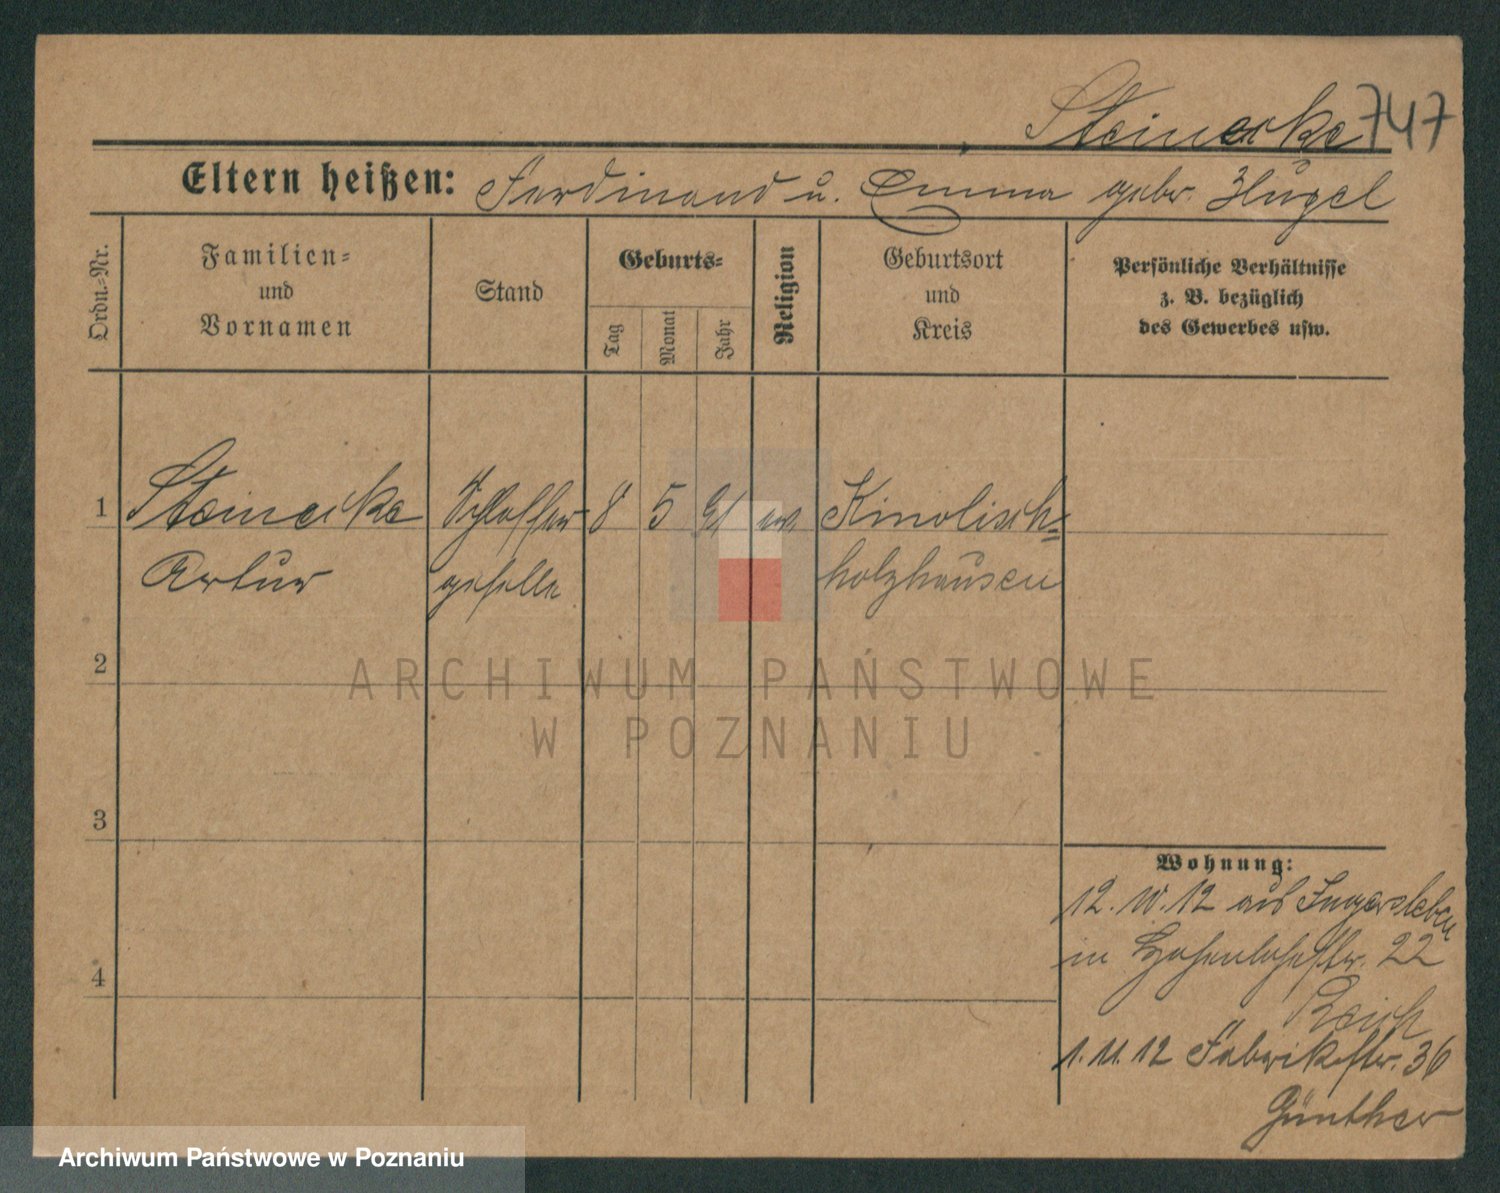 Steinecke 747
Eltern heißen: Ferdinand u. Emma gebr.
Ordn.-Nr.
Familien-
und
Vornamen
Stand
Geburts-
Tag
Monat
Jahr
Religion
Geburtsort
und
Kreis
Persönliche Verhältnisse
z. B. bezüglich
des Gewerbes usw.
1 Steinecke Schlosser 8 5 91 ev.
Artur geselle holzhausen
2
3
4
Wohnung:
12.10.12 aus Ingersleben
in Hohenlohestr. 22
Reich
1.11.12 Fabrikstr. 36
Günther
ARCHIWUM PAŃSTWOWE
W POZNANIU
Archiwum Państwowe w Poznaniu